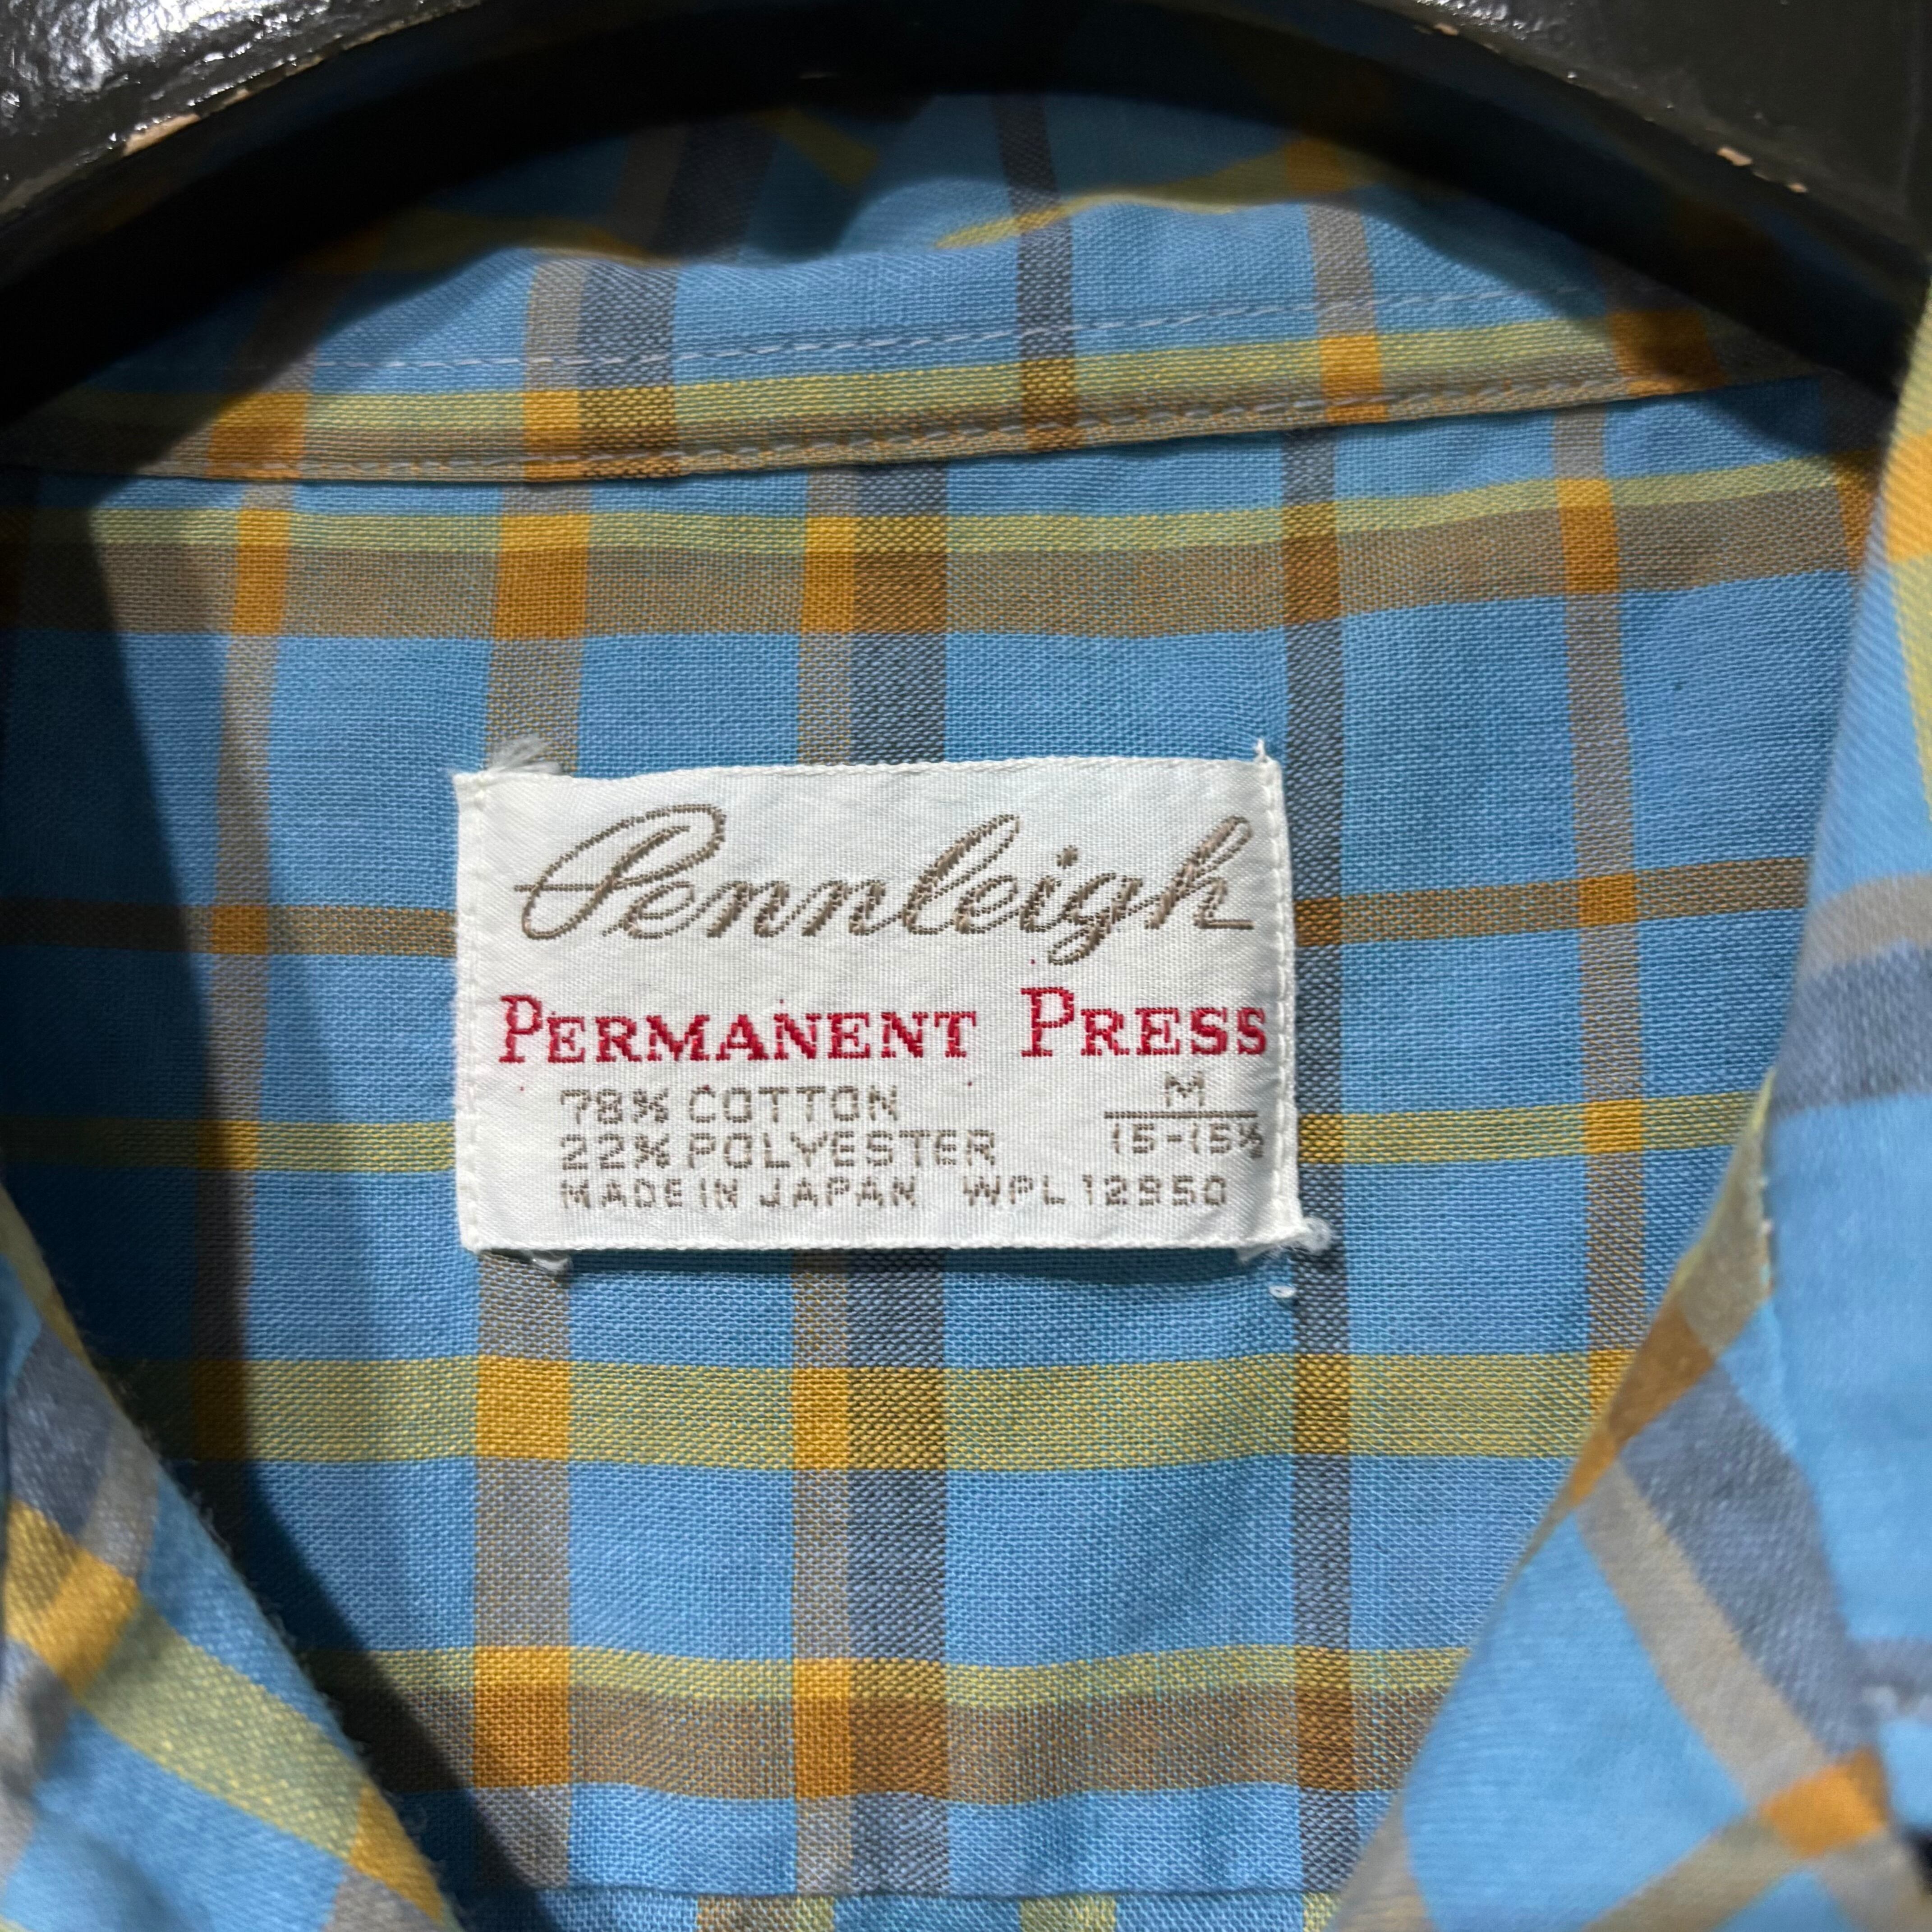 Pennleigh
PERMANENT PRESS
78% COTTON M
22% POLYESTER 15-15½
MADE IN JAPAN WPL 12950